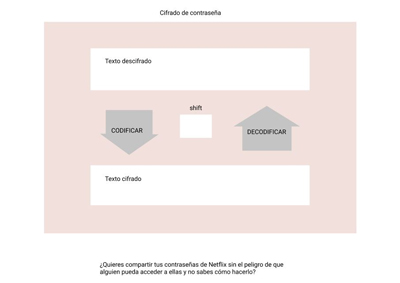 Cifrado de contraseña
Texto descifrado
shift
CODIFICAR
DECODIFICAR
Texto cifrado
¿Quieres compartir tus contraseñas de Netflix sin el peligro de que
alguien pueda acceder a ellas y no sabes cómo hacerlo?